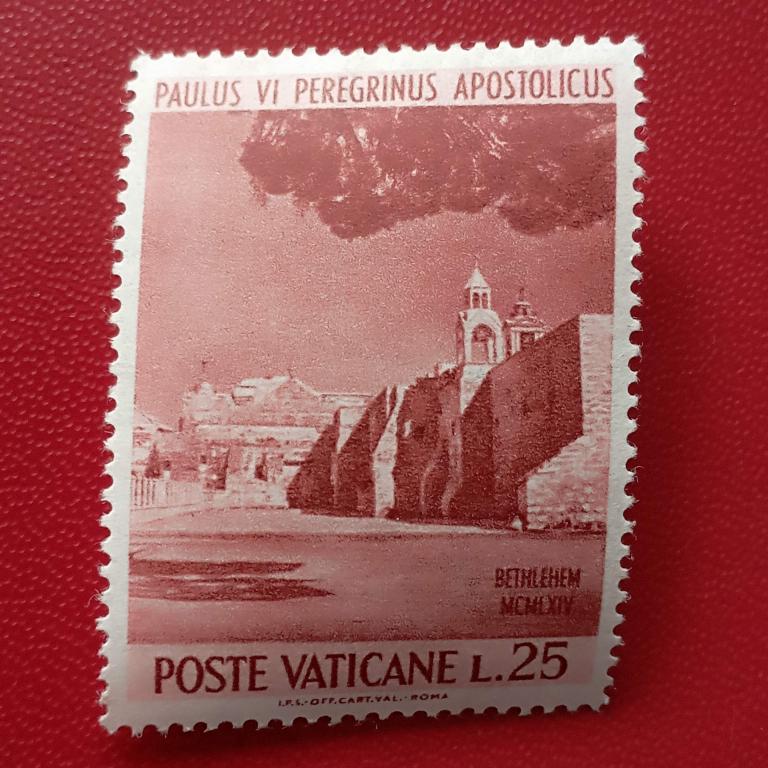 PAULUS VI PEREGRINUS APOSTOLICUS
BETHLEHEM
MCMLXIV
POSTE VATICANE L.25
I.P.S.-OFF.CART.VAL.-ROMA